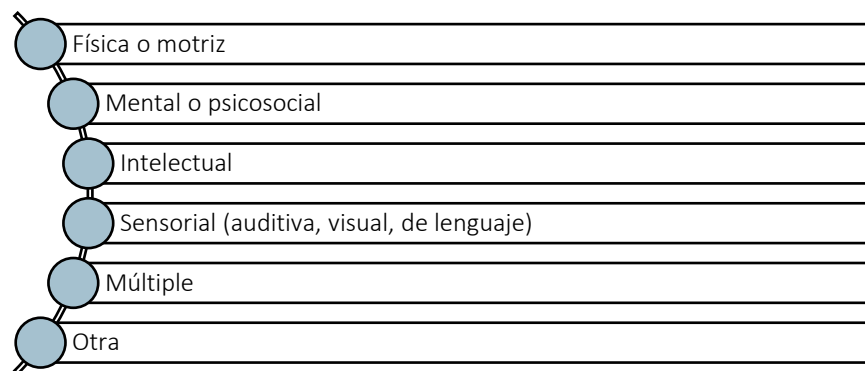 Física o motriz
Mental o psicosocial
Intelectual
Sensorial (auditiva, visual, de lenguaje)
Múltiple
Otra